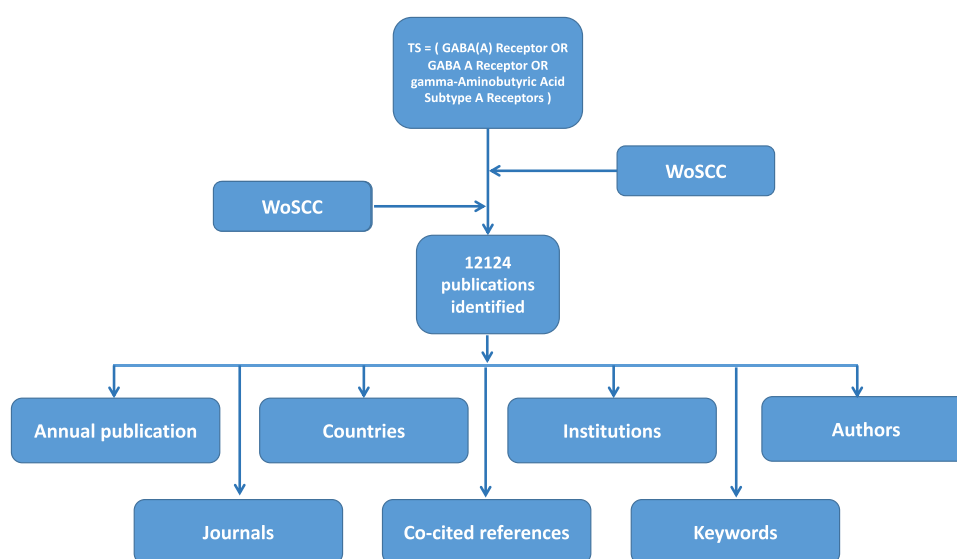 TS = ( GABA(A) Receptor OR
GABA A Receptor OR
gamma-Aminobutyric Acid
Subtype A Receptors )
WoSCC
WoSCC
12124
publications
identified
Annual publication
Countries
Institutions
Authors
Journals
Co-cited references
Keywords